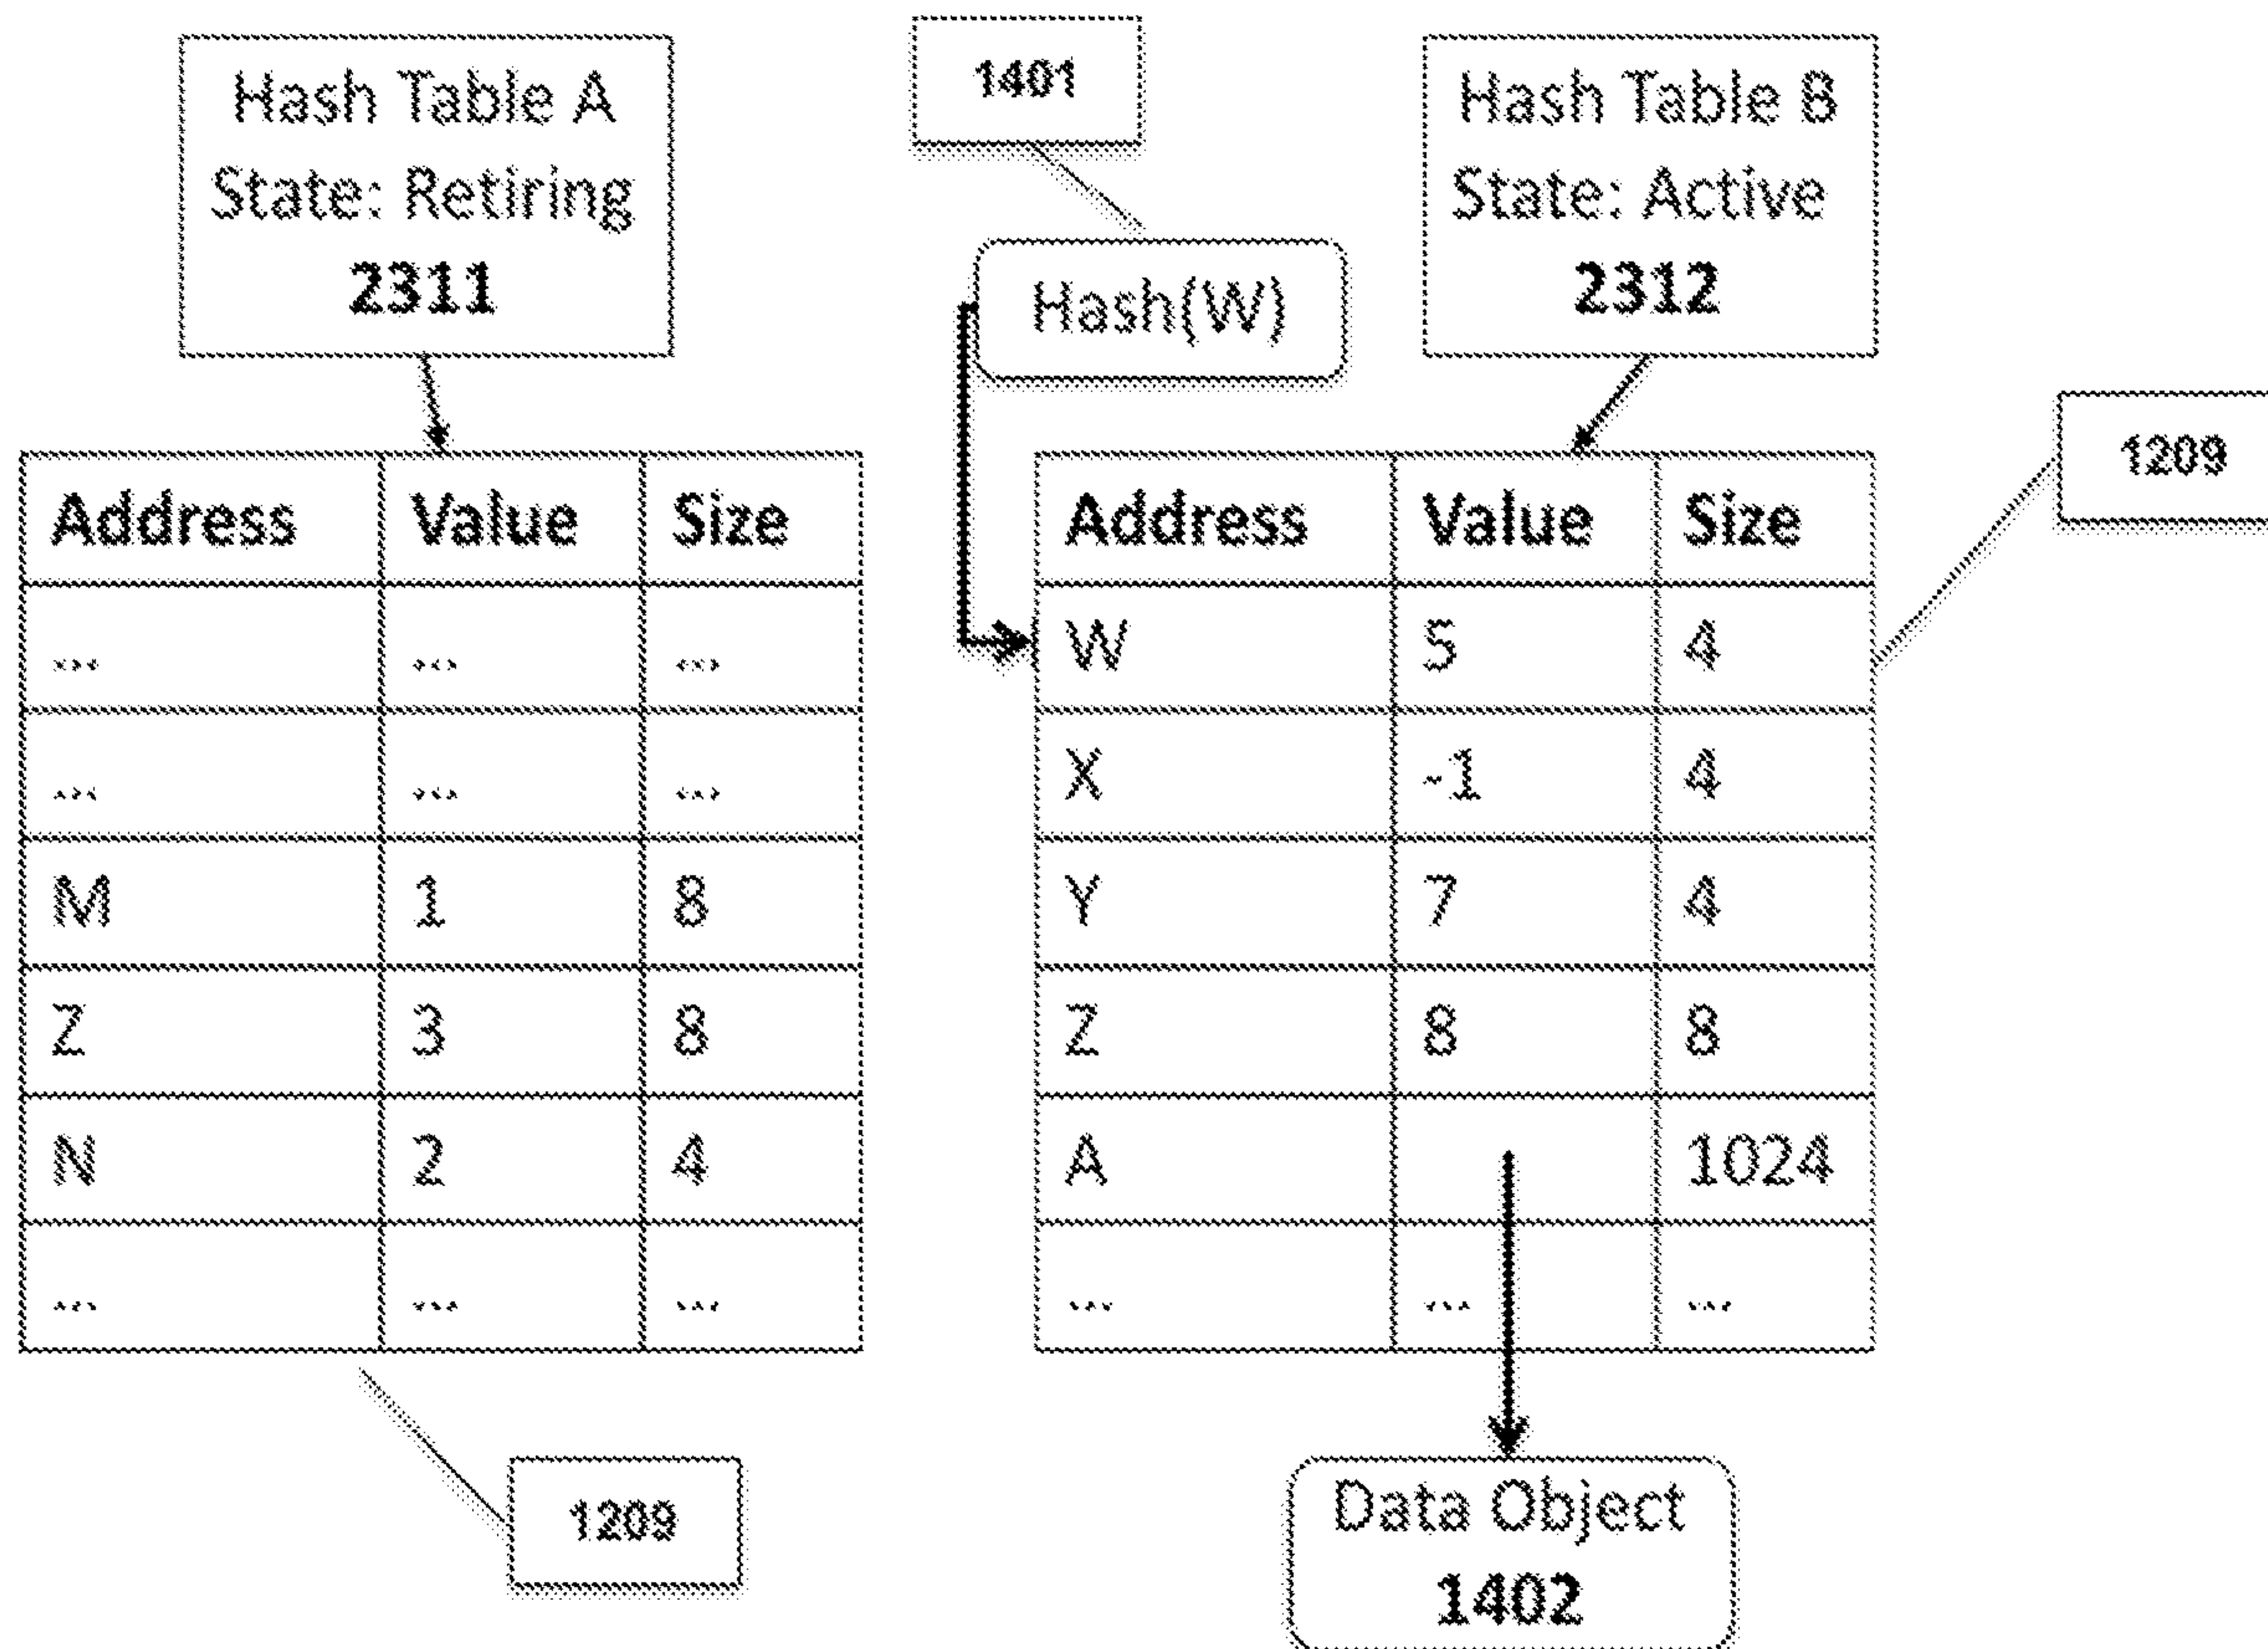 Hash Table A
State: Retiring
2311
1401
Hash(W)
Hash Table B
State: Active
2312
1209
Address Value Size
... ... ...
... ... ...
M 1 8
Z 3 8
N 2 4
... ... ...
1209
Address Value Size
W 5 4
X -1 4
Y 7 4
Z 8 8
A 1024
... ... ...
Data Object
1402